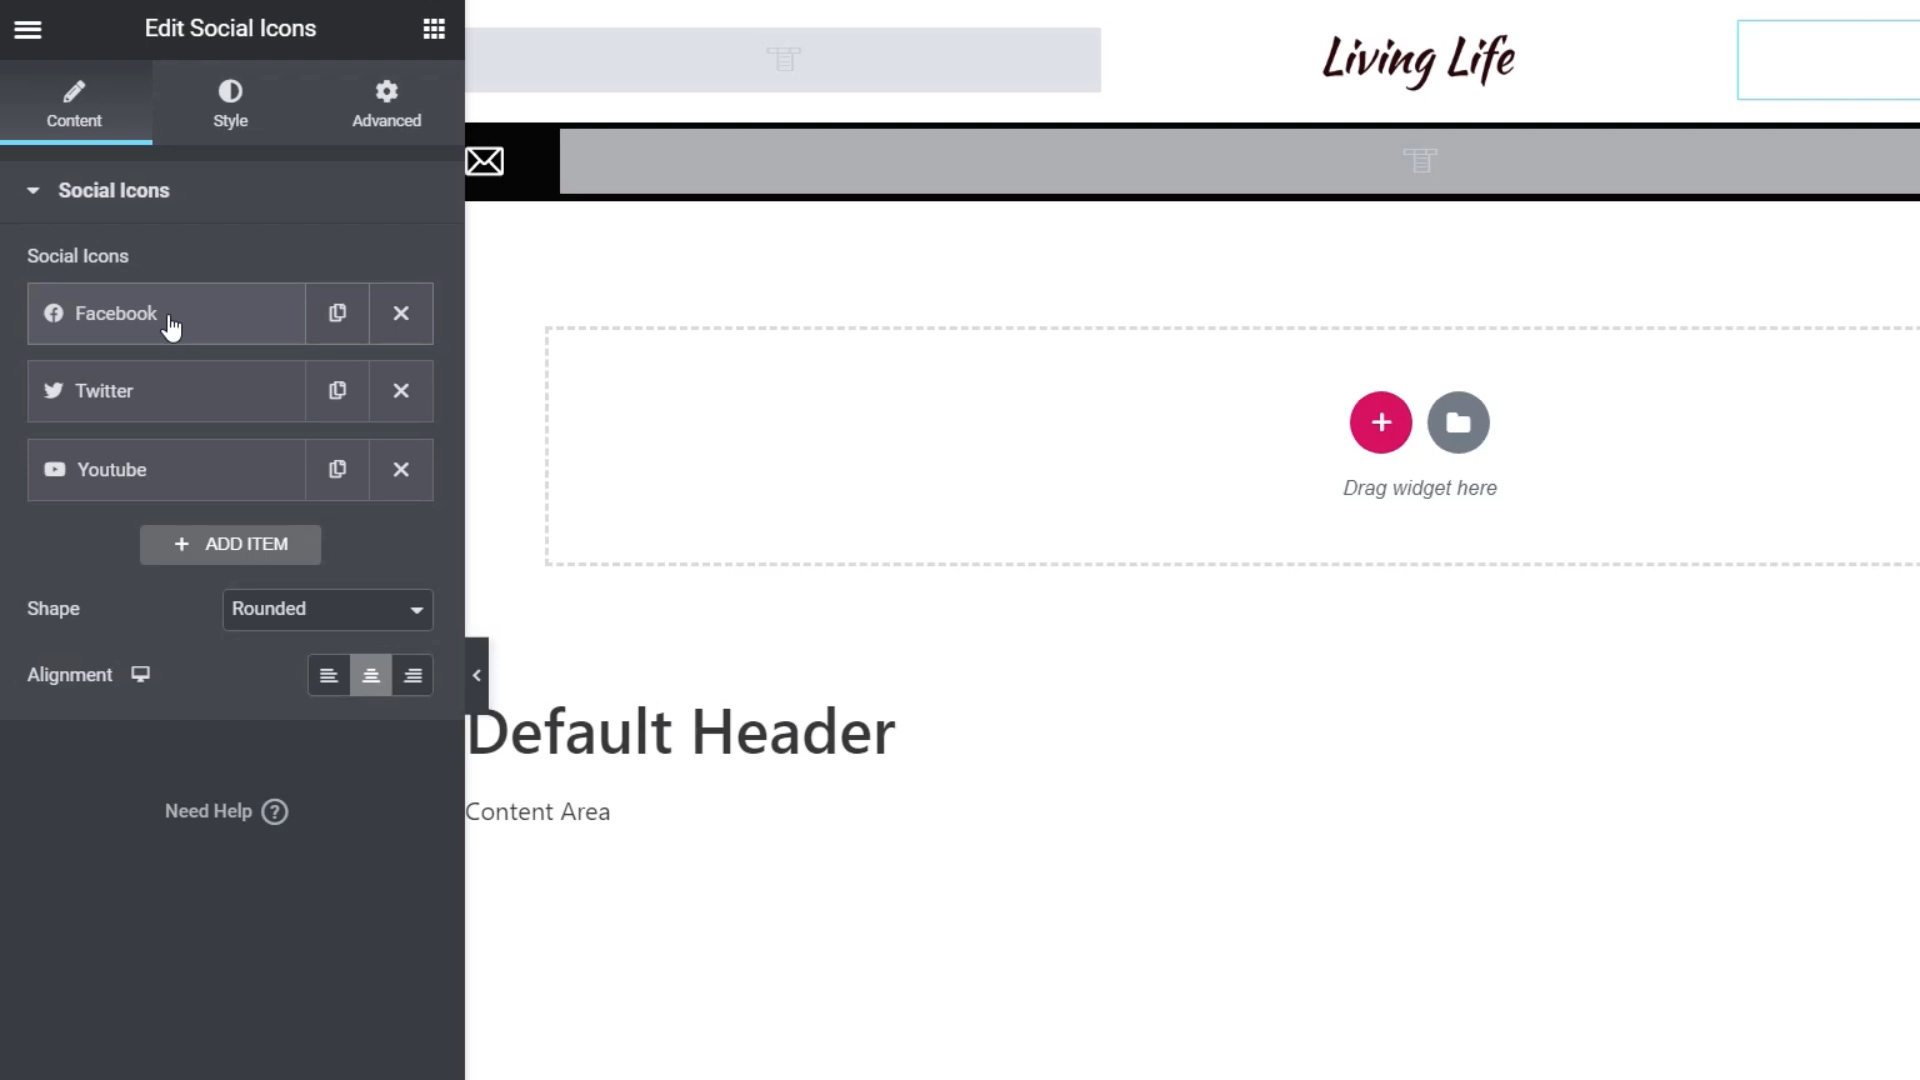 Edit Social Icons
Content
Style
Advanced
Social Icons
Social Icons
Facebook
Twitter
Youtube
ADD ITEM
Shape
Rounded
Alignment
Need Help
Living Life
Drag widget here
Default Header
Content Area